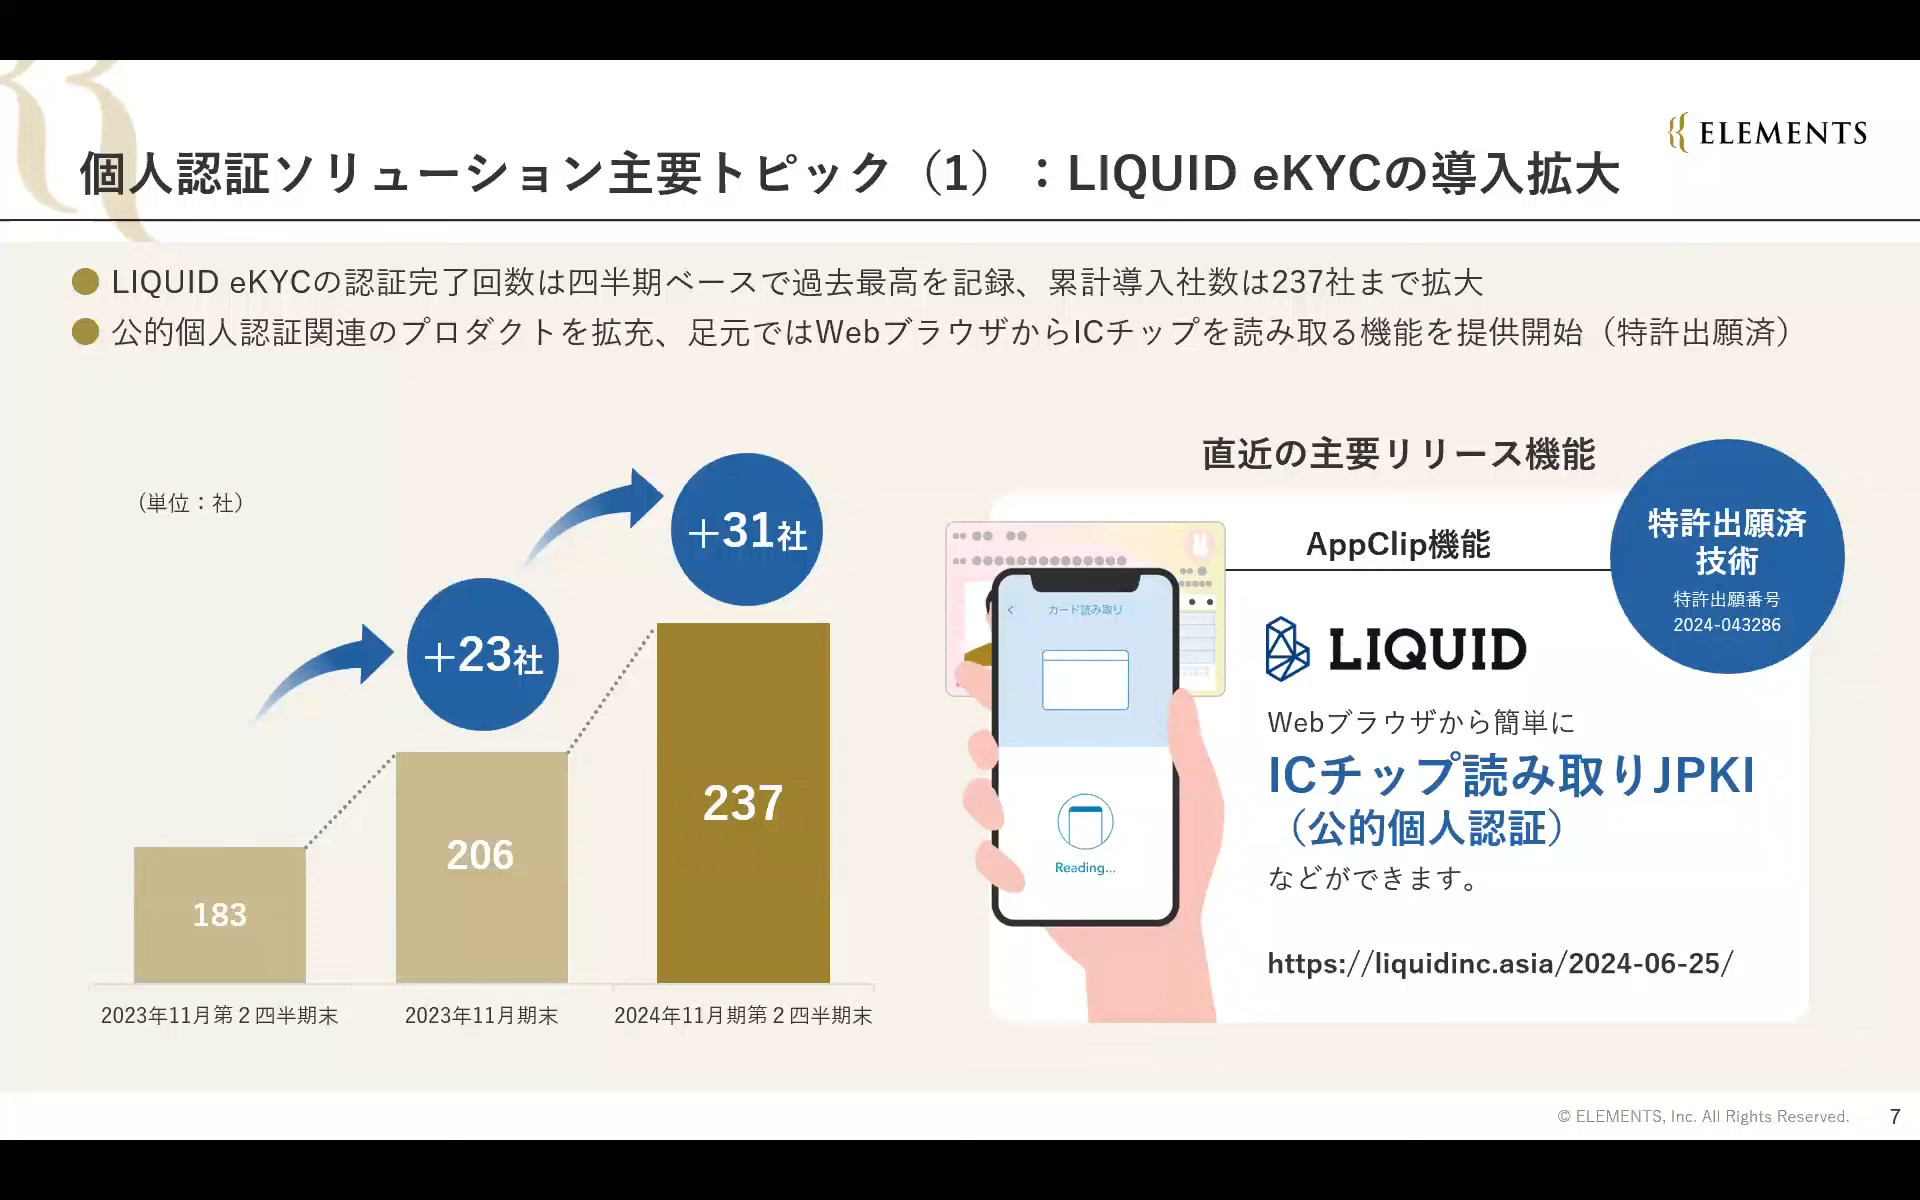 ELEMENTS
個人認証ソリューション主要トピック（1）：LIQUID eKYCの導入拡大
LIQUID eKYCの認証完了回数は四半期ベースで過去最高を記録、累計導入社数は237社まで拡大
公的個人認証関連のプロダクトを拡充、足元ではWebブラウザからICチップを読み取る機能を提供開始（特許出願済）
（単位：社）
+31社
+23社
237
206
183
2023年11月第２四半期末
2023年11月期末
2024年11月期第２四半期末
直近の主要リリース機能
AppClip機能
特許出願済
技術
特許出願番号
2024-043286
カード読み取り
Reading...
LIQUID
Webブラウザから簡単に
ICチップ読み取りJPKI
（公的個人認証）
などができます。
https://liquidinc.asia/2024-06-25/
© ELEMENTS, Inc. All Rights Reserved.
7